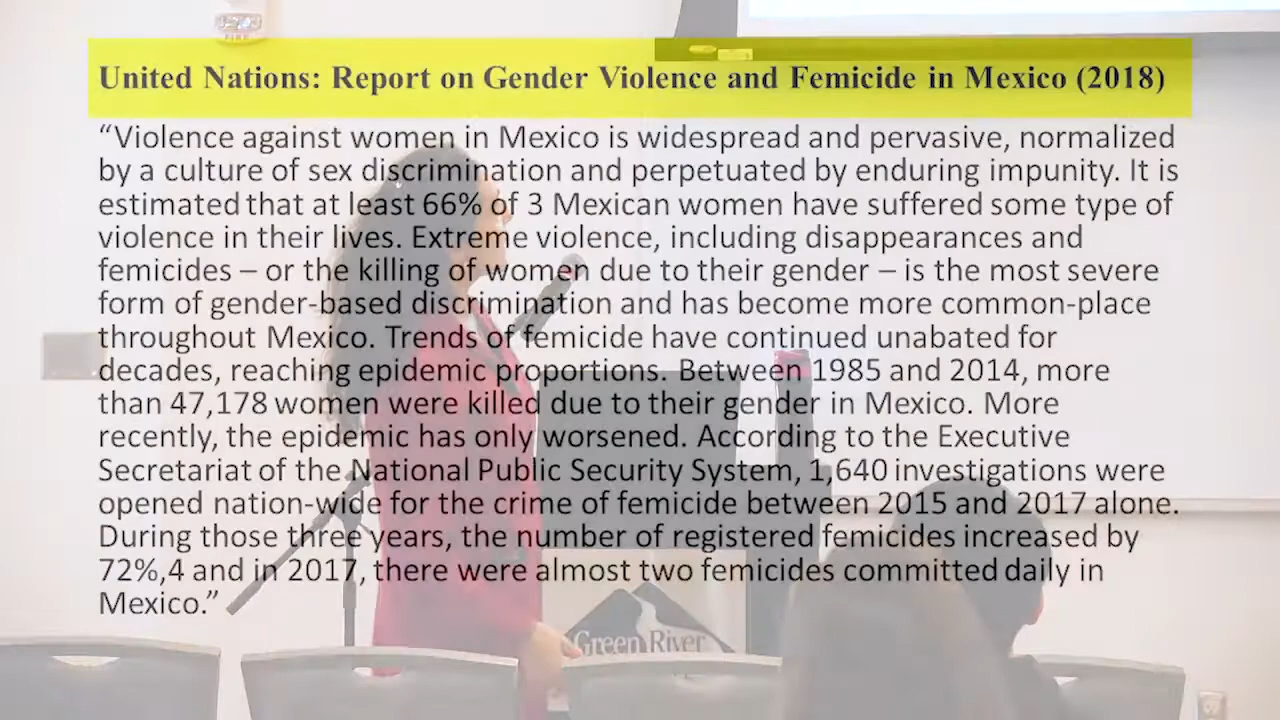 FIRE
United Nations: Report on Gender Violence and Femicide in Mexico (2018)
“Violence against women in Mexico is widespread and pervasive, normalized
by a culture of sex discrimination and perpetuated by enduring impunity. It is
estimated that at least 66% of 3 Mexican women have suffered some type of
violence in their lives. Extreme violence, including disappearances and
femicides – or the killing of women due to their gender – is the most severe
form of gender-based discrimination and has become more common-place
throughout Mexico. Trends of femicide have continued unabated for
decades, reaching epidemic proportions. Between 1985 and 2014, more
than 47,178 women were killed due to their gender in Mexico. More
recently, the epidemic has only worsened. According to the Executive
Secretariat of the National Public Security System, 1,640 investigations were
opened nation-wide for the crime of femicide between 2015 and 2017 alone.
During those three years, the number of registered femicides increased by
72%,4 and in 2017, there were almost two femicides committed daily in
Mexico.”
Green River